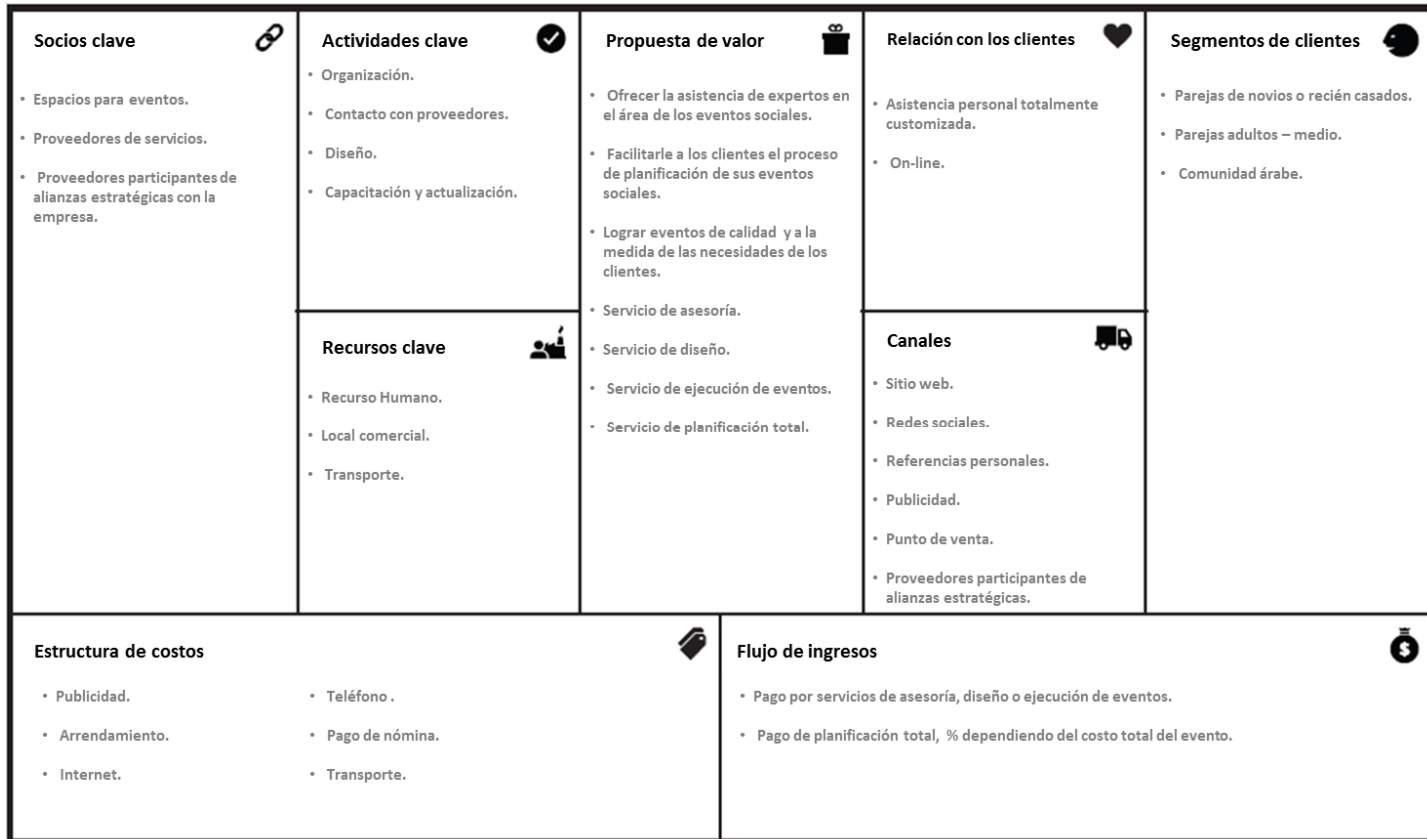 Socios clave
• Espacios para eventos.
• Proveedores de servicios.
• Proveedores participantes de
alianzas estratégicas con la
empresa.
Actividades clave
• Organización.
• Contacto con proveedores.
• Diseño.
• Capacitación y actualización.
Recursos clave
• Recurso Humano.
• Local comercial.
• Transporte.
Propuesta de valor
• Ofrecer la asistencia de expertos en
el área de los eventos sociales.
• Facilitarle a los clientes el proceso
de planificación de sus eventos
sociales.
• Lograr eventos de calidad y a la
medida de las necesidades de los
clientes.
• Servicio de asesoría.
• Servicio de diseño.
• Servicio de ejecución de eventos.
• Servicio de planificación total.
Relación con los clientes
• Asistencia personal totalmente
customizada.
• On-line.
Canales
• Sitio web.
• Redes sociales.
• Referencias personales.
• Publicidad.
• Punto de venta.
• Proveedores participantes de
alianzas estratégicas.
Segmentos de clientes
• Parejas de novios o recién casados.
• Parejas adultos – medio.
• Comunidad árabe.
Estructura de costos
• Publicidad.
• Arrendamiento.
• Internet.
• Teléfono .
• Pago de nómina.
• Transporte.
Flujo de ingresos
$
• Pago por servicios de asesoría, diseño o ejecución de eventos.
• Pago de planificación total, % dependiendo del costo total del evento.